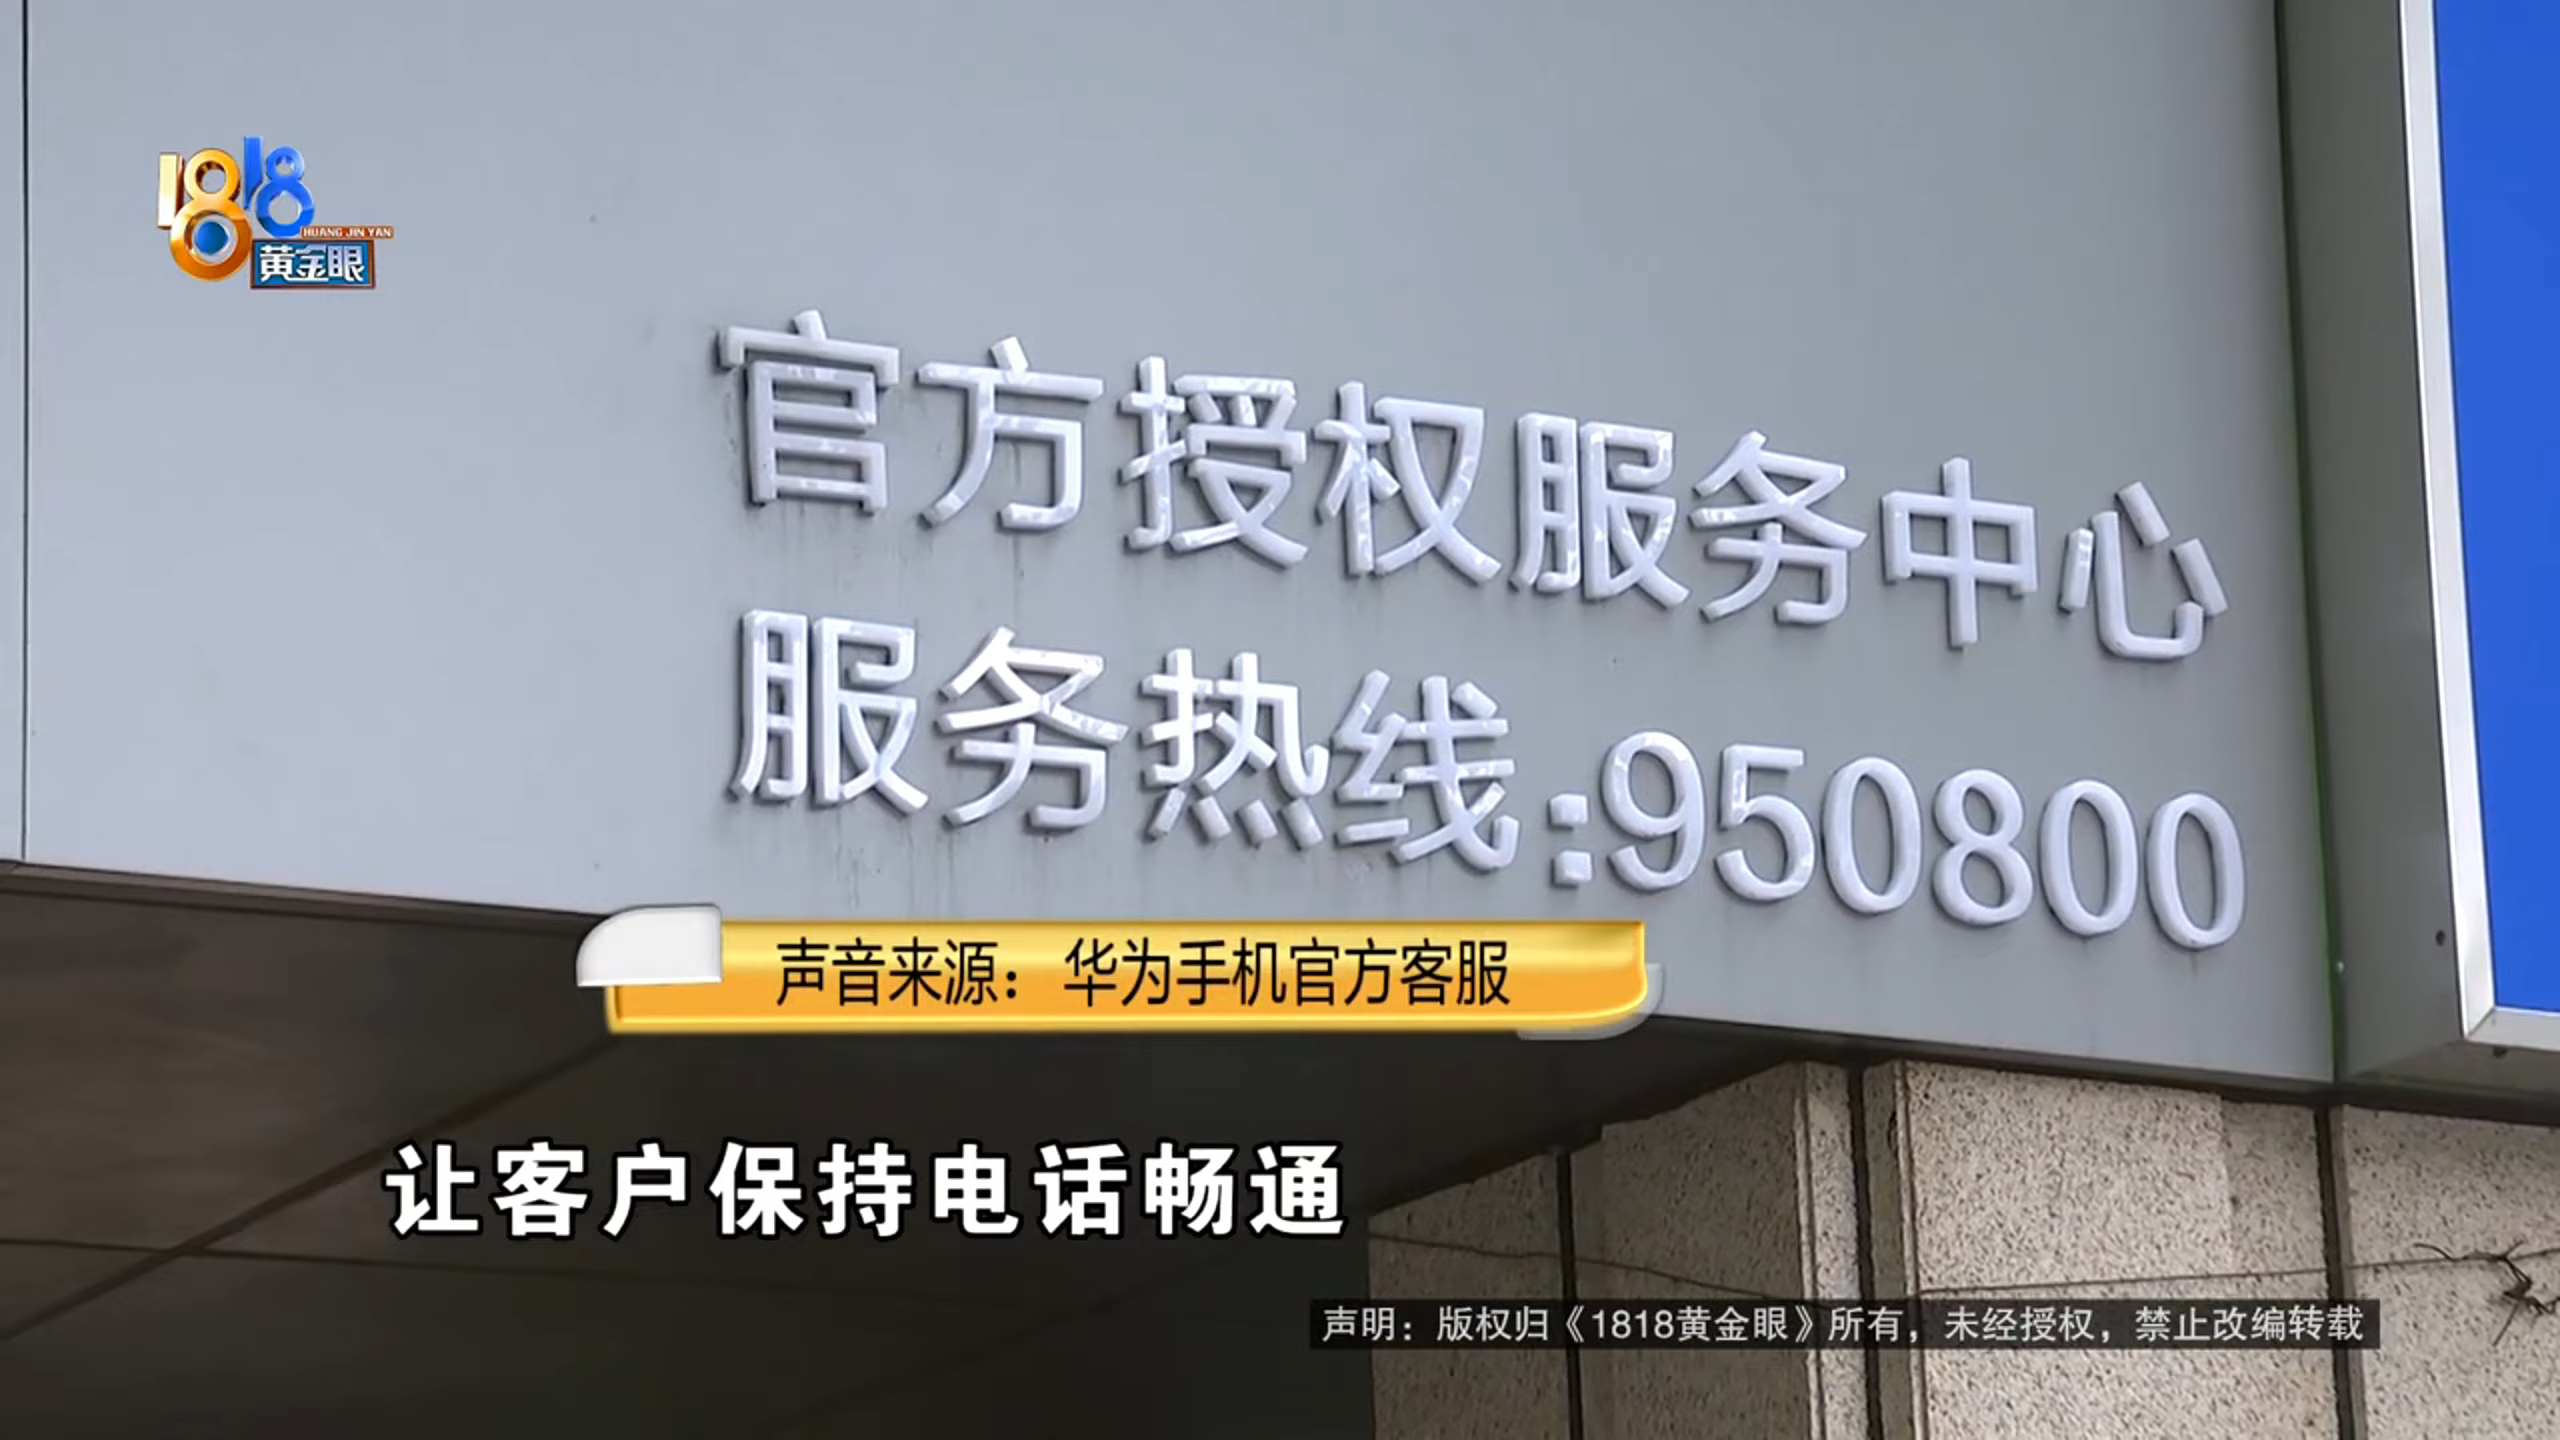 1818
HUANG JIN YAN
黄金眼
官方授权服务中心
服务热线:950800
声音来源：华为手机官方客服
让客户保持电话畅通
声明：版权归《1818黄金眼》所有，未经授权，禁止改编转载